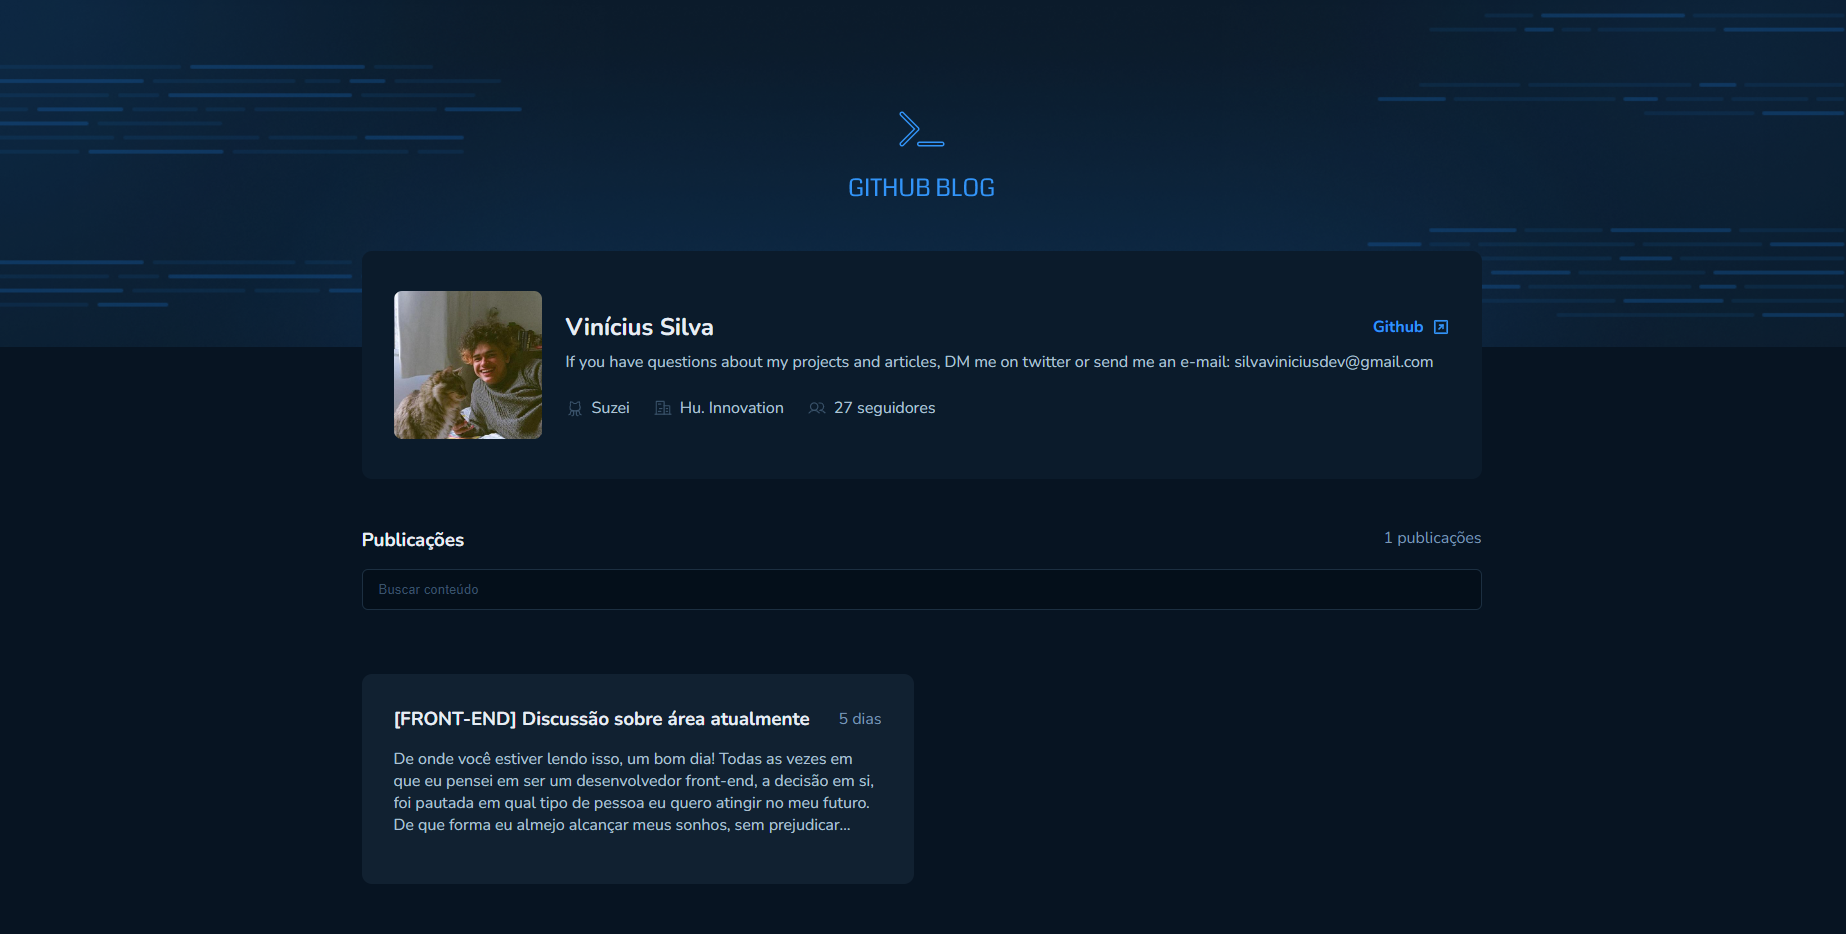 GITHUB BLOG
Vinícius Silva
Github
If you have questions about my projects and articles, DM me on twitter or send me an e-mail: silvaviniciusdev@gmail.com
Suzei
Hu. Innovation
27 seguidores
Publicações
1 publicações
Buscar conteúdo
[FRONT-END] Discussão sobre área atualmente
5 dias
De onde você estiver lendo isso, um bom dia! Todas as vezes em
que eu pensei em ser um desenvolvedor front-end, a decisão em si,
foi pautada em qual tipo de pessoa eu quero atingir no meu futuro.
De que forma eu almejo alcançar meus sonhos, sem prejudicar...